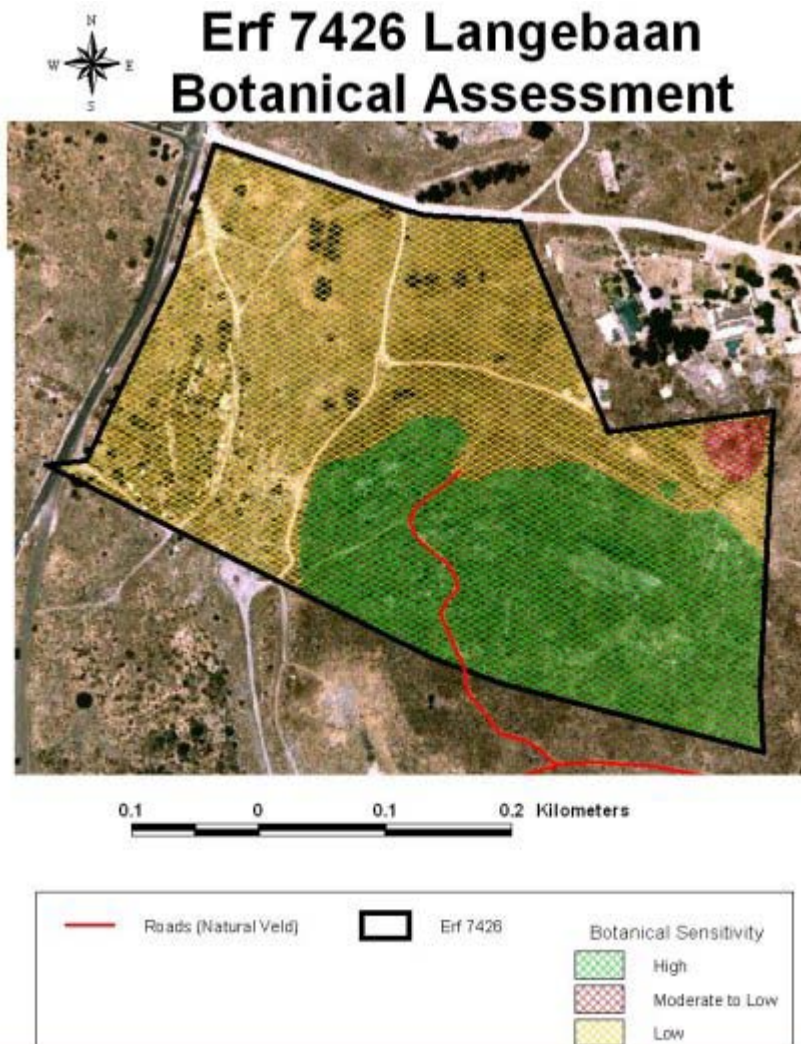 N
Erf 7426 Langebaan
W E
Botanical Assessment
S
0.1 0 0.1 0.2 Kilometers
Roads (Natural Veld) Erf 7426
Botanical Sensitivity
High
Moderate to Low
Low